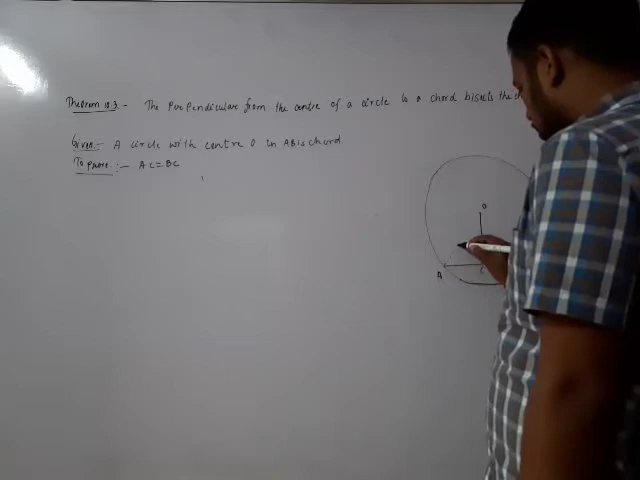 Theorem 10.3 :- The Perpendicular from the centre of a circle to a chord bisects the
Given :- A circle with centre O in AB is chord.
To prove :- AC = BC
O
A
C